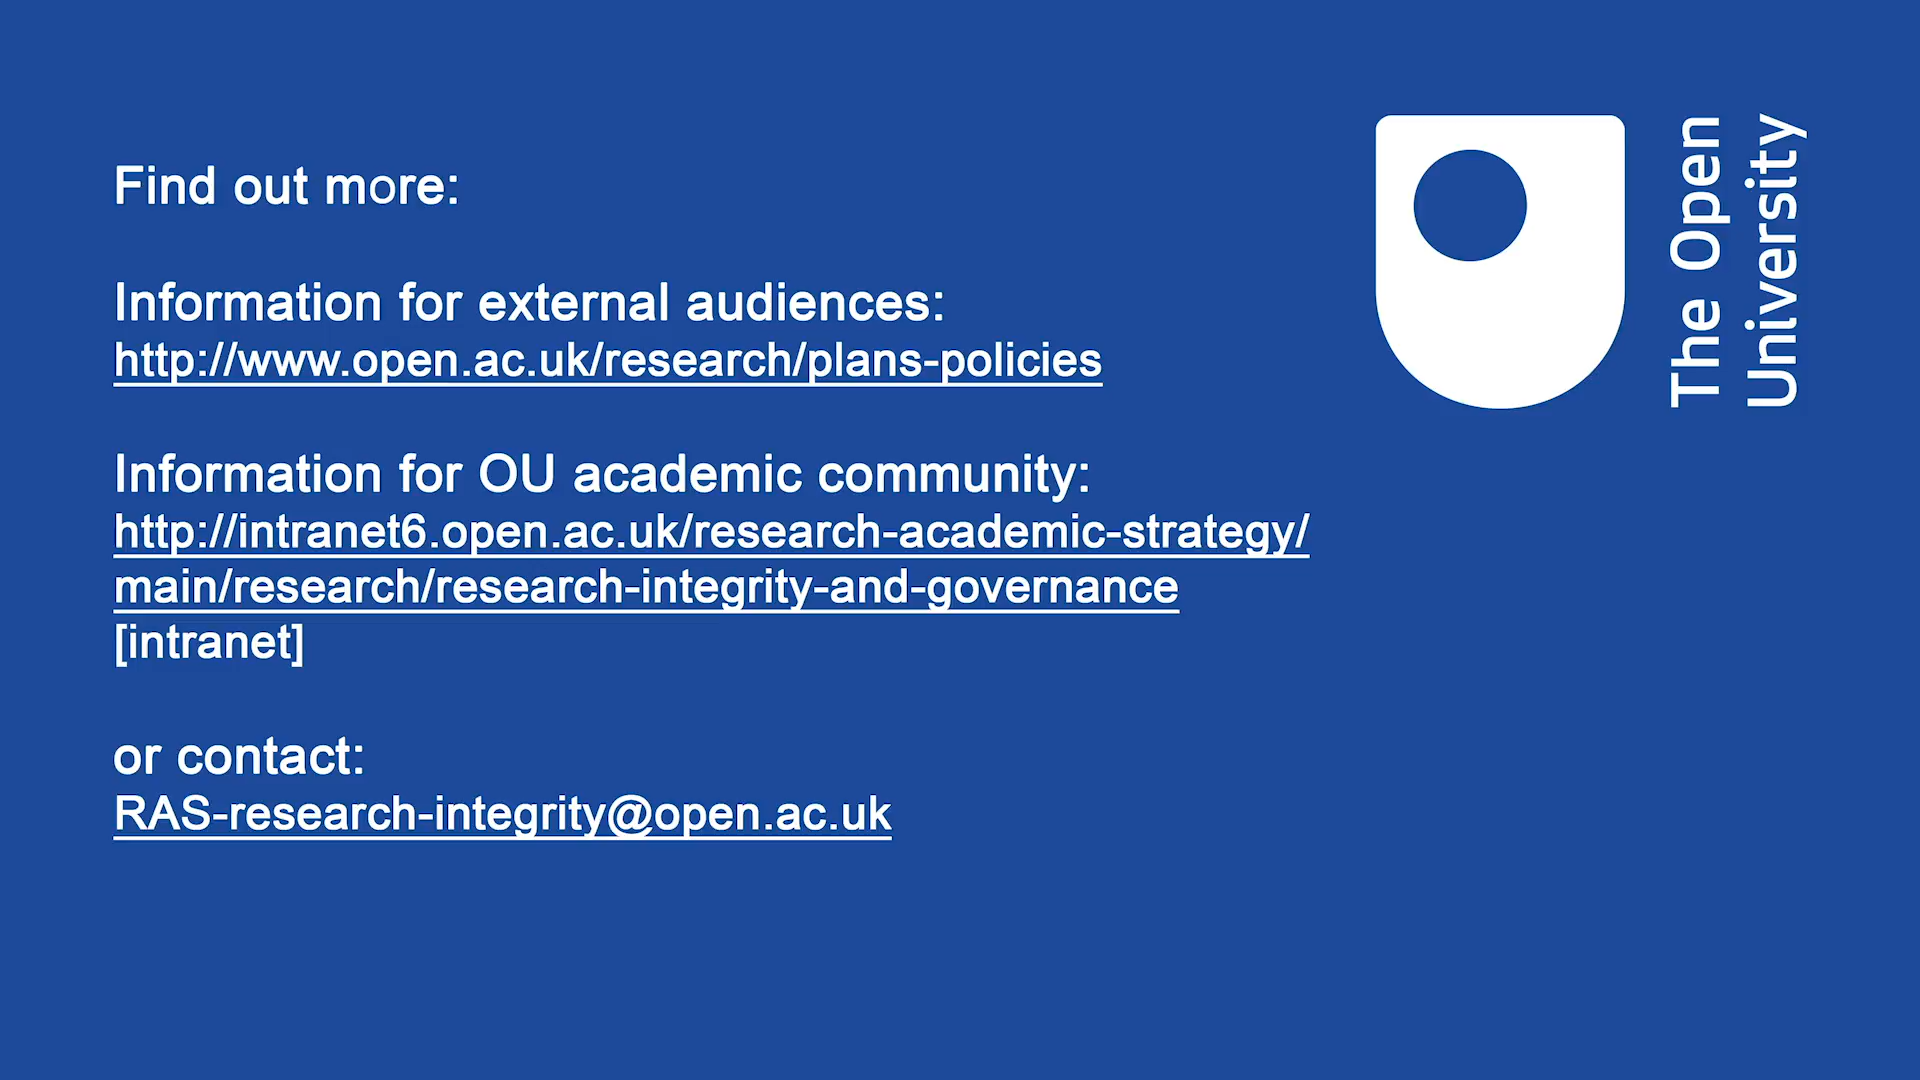 Find out more:
Information for external audiences:
http://www.open.ac.uk/research/plans-policies
Information for OU academic community:
http://intranet6.open.ac.uk/research-academic-strategy/
main/research/research-integrity-and-governance
[intranet]
or contact:
RAS-research-integrity@open.ac.uk
The Open
University